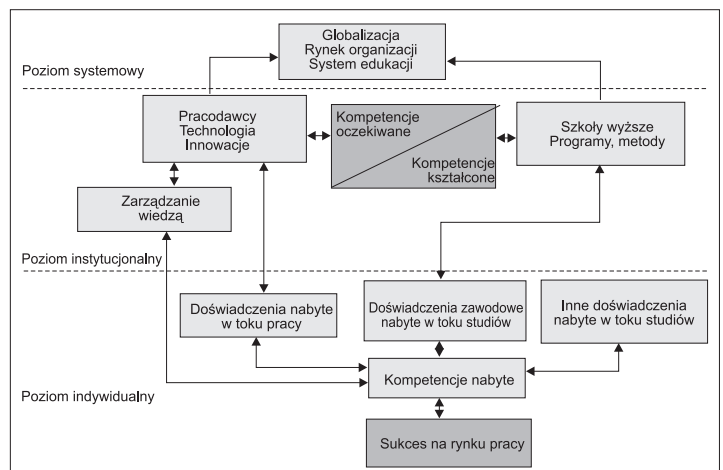 Globalizacja
Rynek organizacji
System edukacji
Poziom systemowy
Pracodawcy
Technologia
Innowacje
Kompetencje
oczekiwane
Kompetencje
kształcone
Szkoły wyższe
Programy, metody
Zarządzanie
wiedzą
Poziom instytucjonalny
Doświadczenia nabyte
w toku pracy
Doświadczenia zawodowe
nabyte w toku studiów
Inne doświadczenia
nabyte w toku studiów
Kompetencje nabyte
Poziom indywidualny
Sukces na rynku pracy